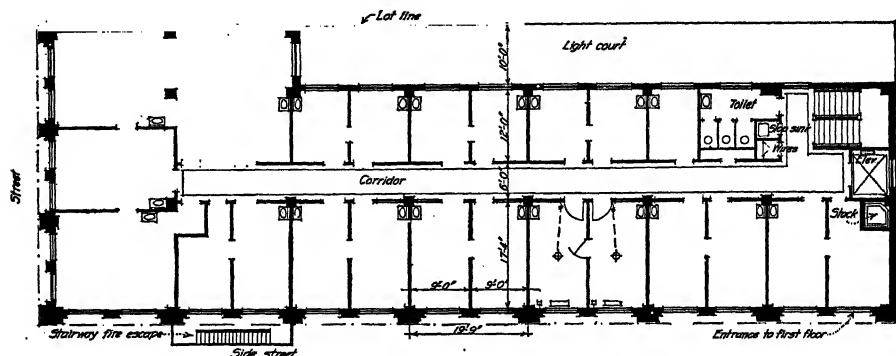 Lot line
Light court
10'-0"
Toilet
Slop sink
Wires
12'-0"
Corridor
6'-0"
Elev.
Street
Stack
17'-4"
9'-0" 9'-0"
Stairway fire escape
19'-9"
Entrance to first floor
Side street